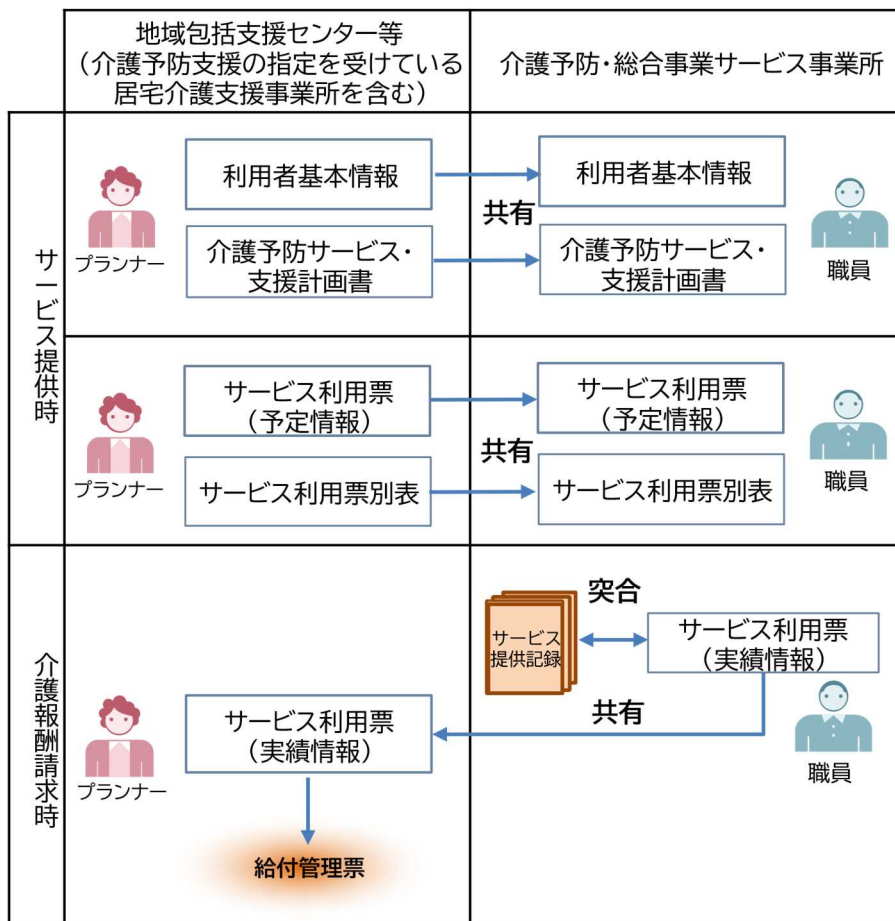 地域包括支援センター等
（介護予防支援の指定を受けている
居宅介護支援事業所を含む）
介護予防・総合事業サービス事業所
サービス提供時
利用者基本情報
利用者基本情報
共有
プランナー
介護予防サービス・
支援計画書
介護予防サービス・
支援計画書
職員
サービス利用票
（予定情報）
サービス利用票
（予定情報）
共有
プランナー
サービス利用票別表
サービス利用票別表
職員
介護報酬請求時
突合
サービス
提供記録
サービス利用票
（実績情報）
共有
サービス利用票
（実績情報）
プランナー
職員
給付管理票